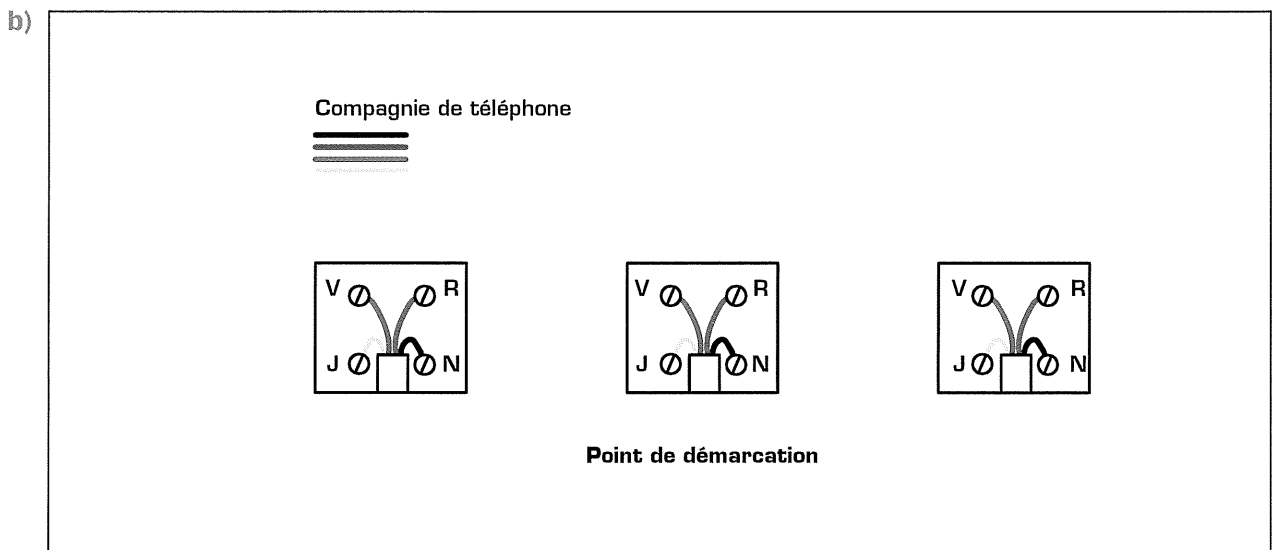 b)
Compagnie de téléphone
V R V R V R
J N J N J N
Point de démarcation